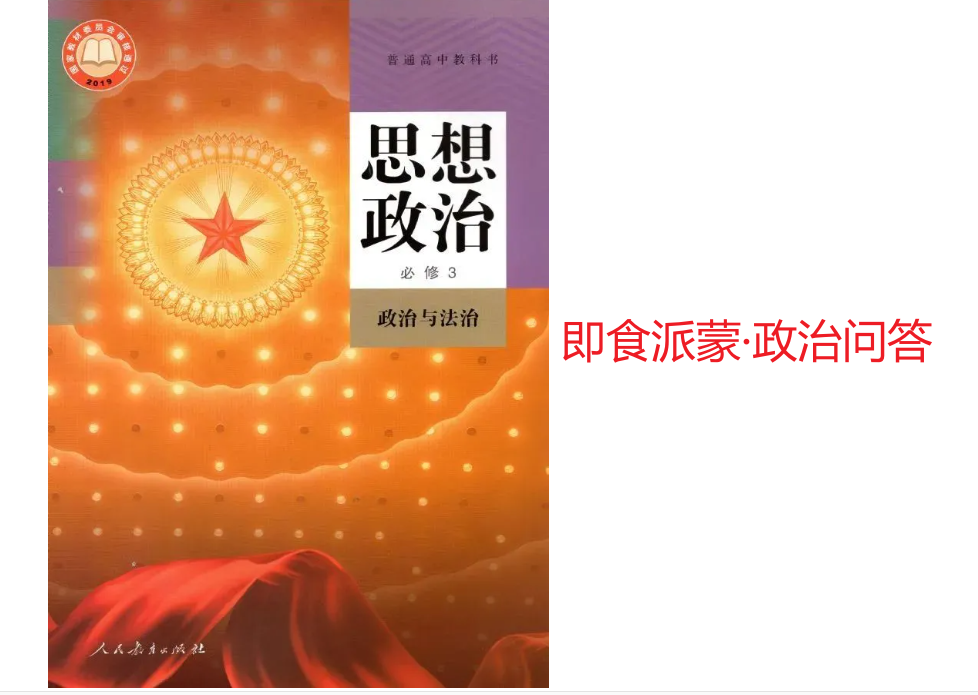 国家教材委员会审核通过
2019
普通高中教科书
思想
政治
必修3
政治与法治
即食派蒙·政治问答
人民教育出版社